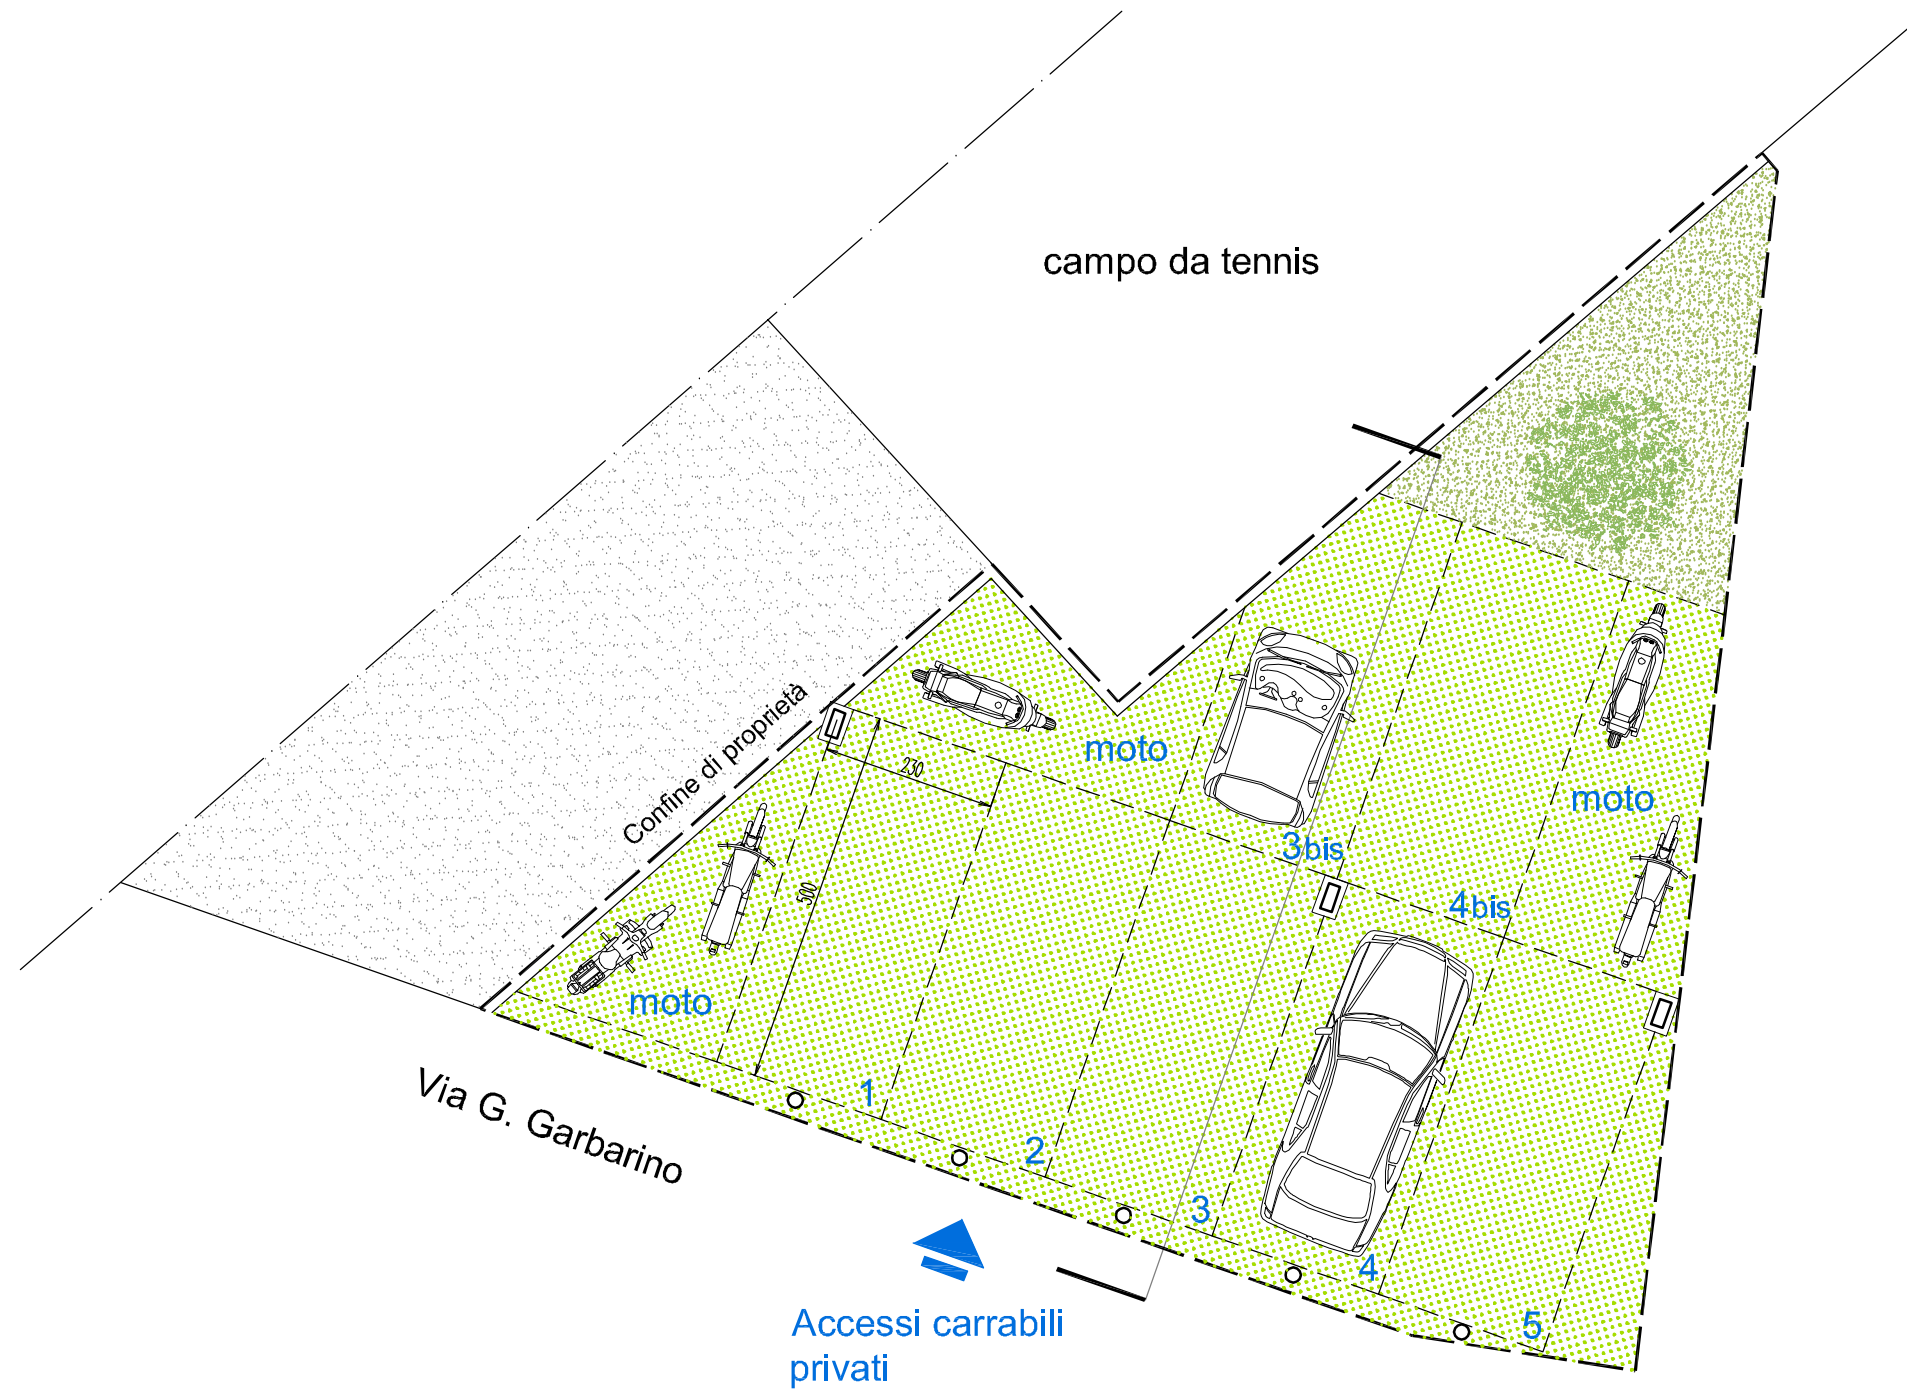 campo da tennis
Confine di proprietà
230
moto
moto
500
3bis
4bis
moto
1
2
3
4
5
Via G. Garbarino
Accessi carrabili
privati